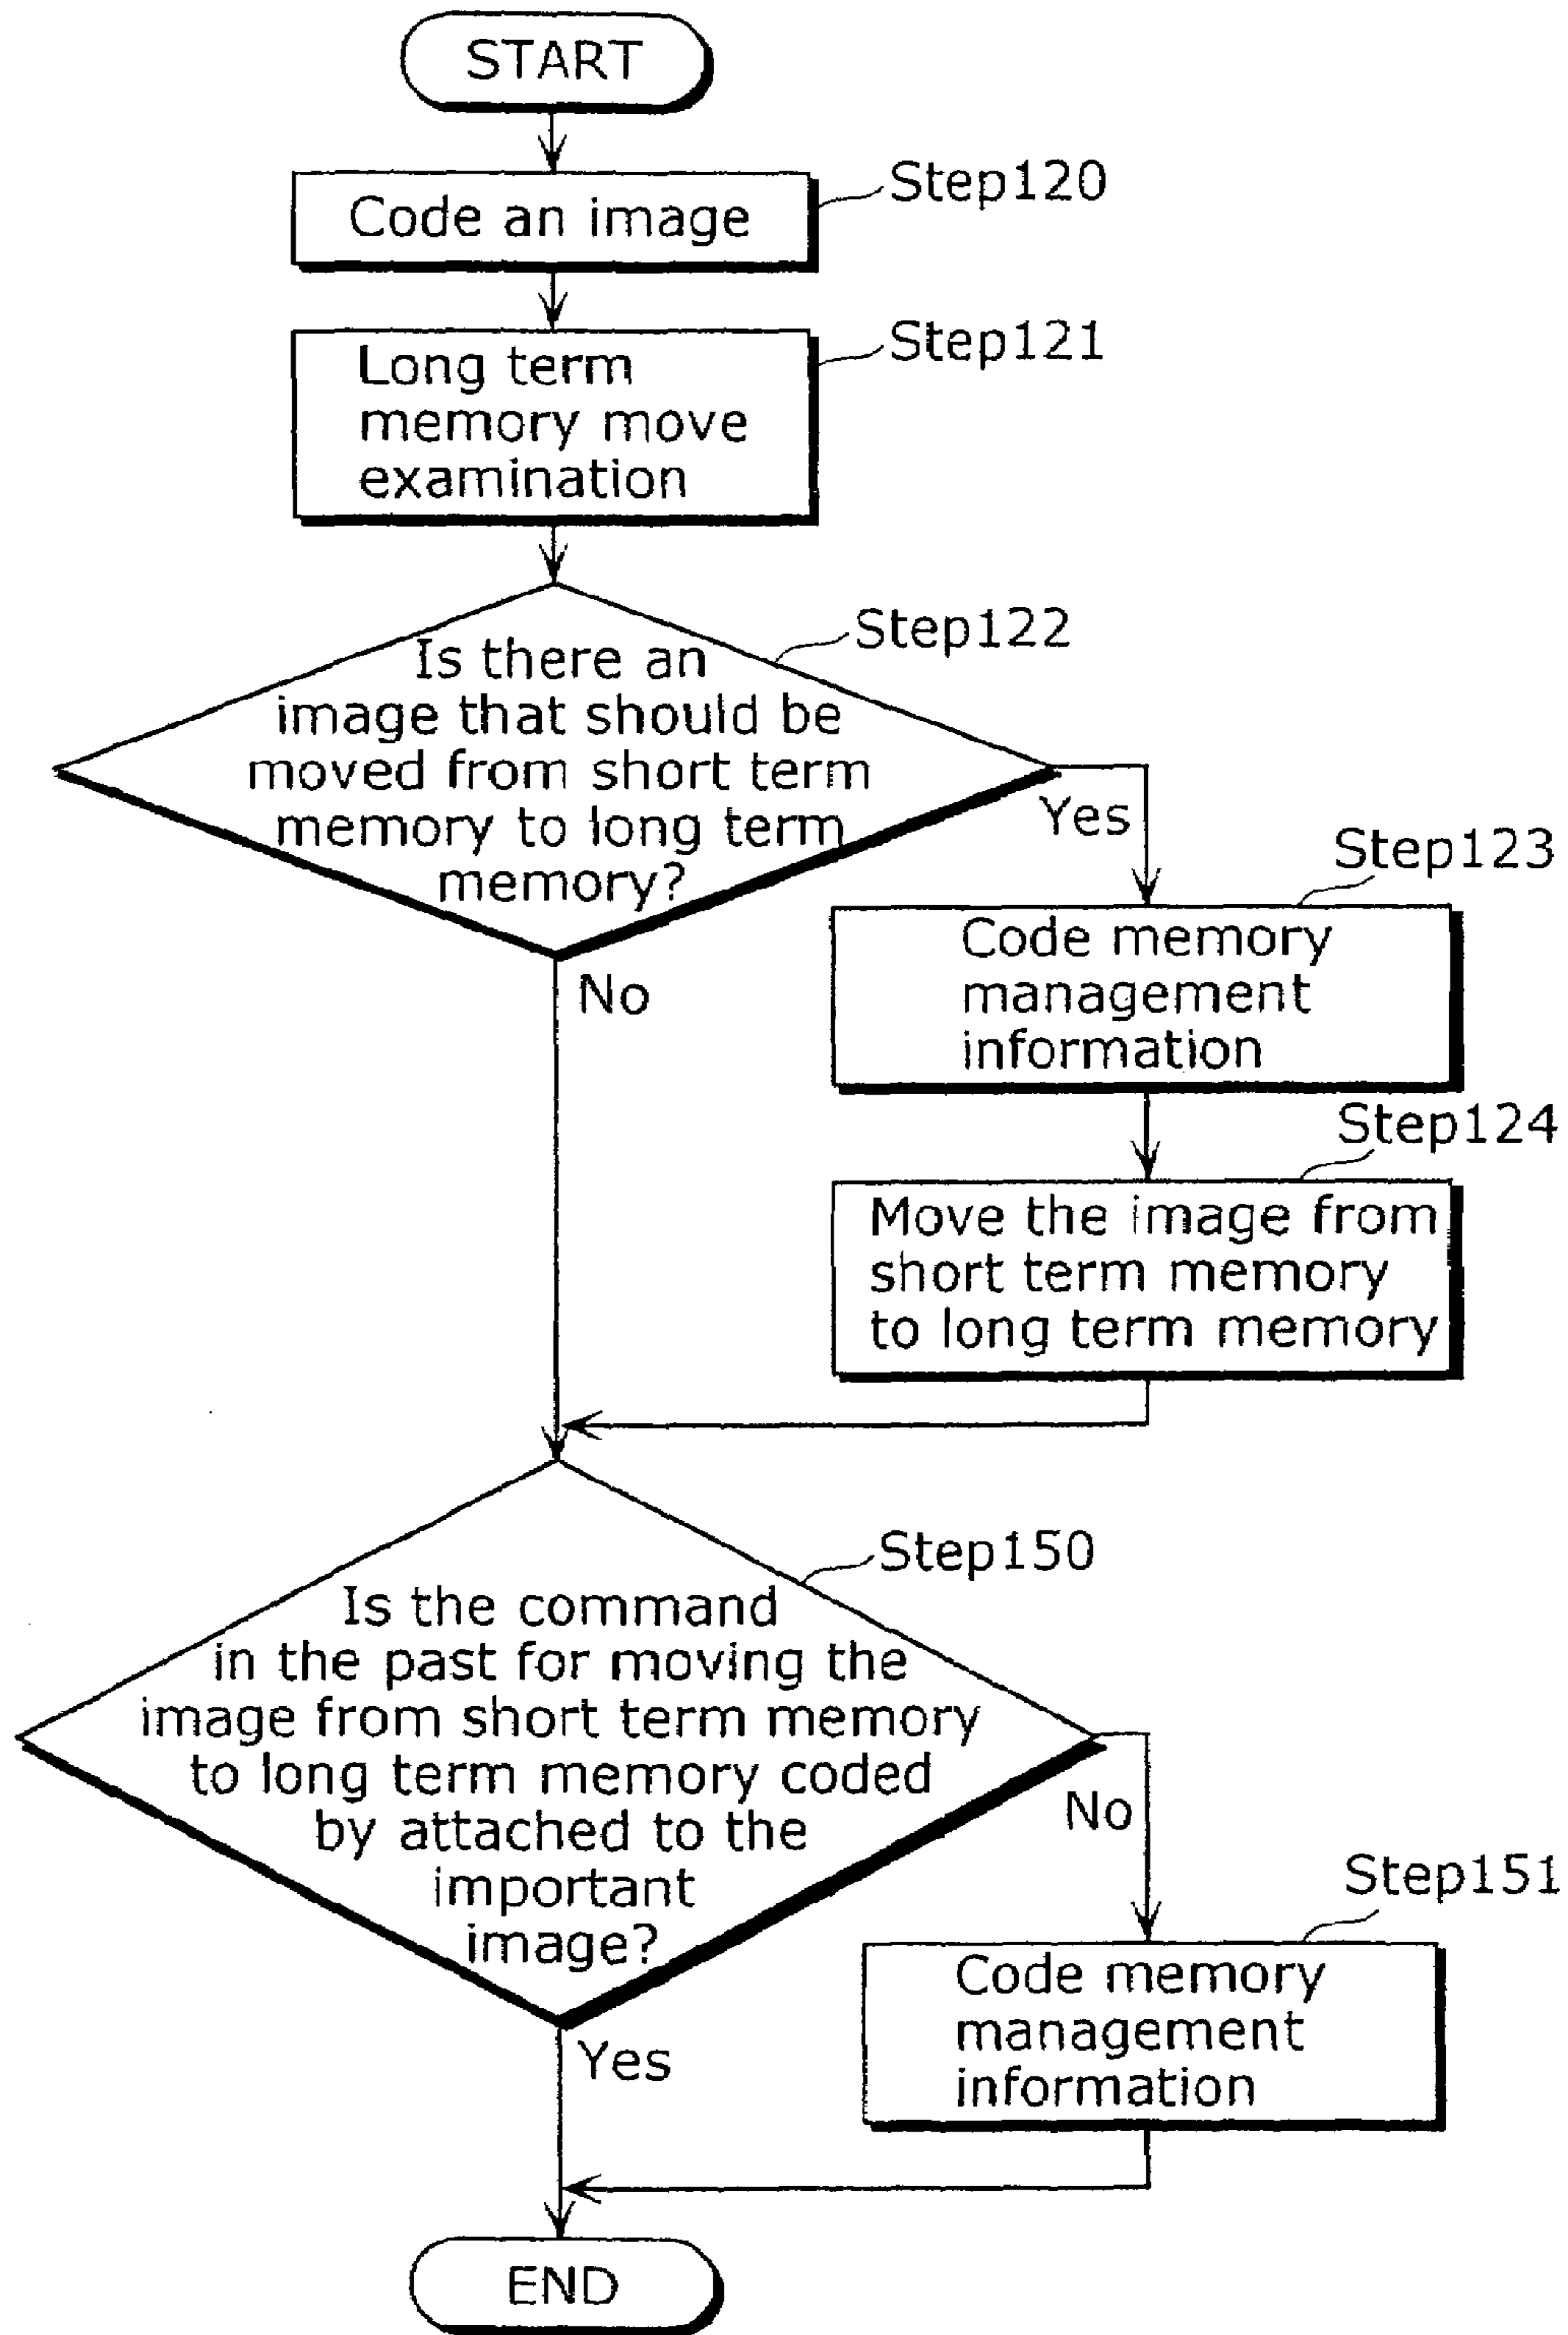 START
Step120
Code an image
Step121
Long term
memory move
examination
Step122
Is there an
image that should be
moved from short term
memory to long term
memory?
Yes
No
Step123
Code memory
management
information
Step124
Move the image from
short term memory
to long term memory
Step150
Is the command
in the past for moving the
image from short term memory
to long term memory coded
by attached to the
important
image?
No
Yes
Step151
Code memory
management
information
END